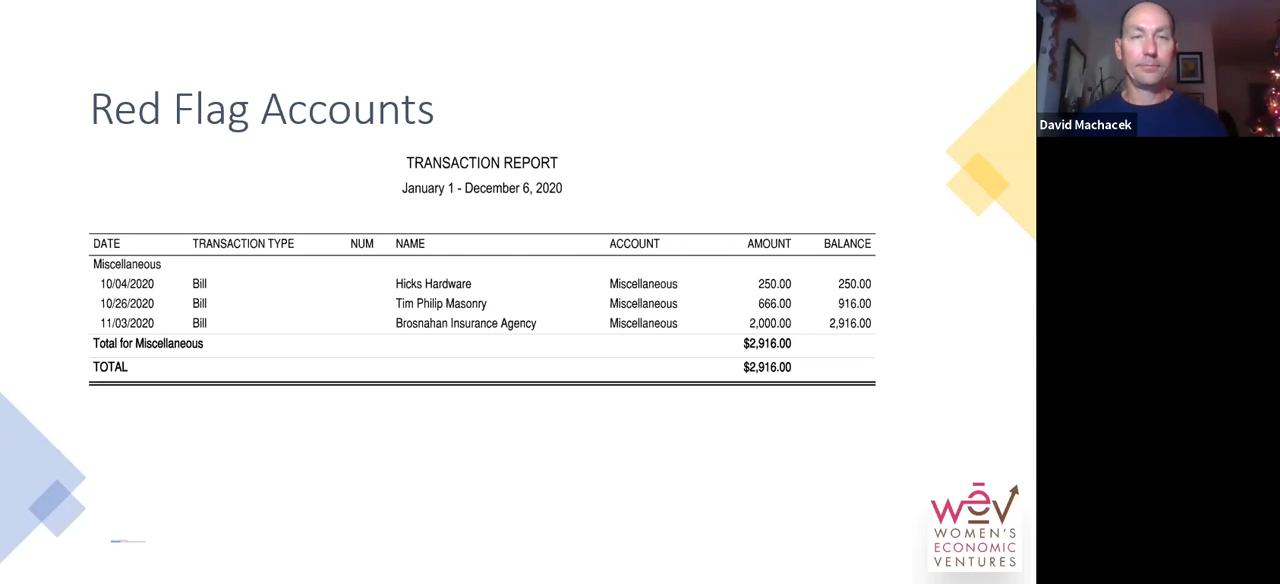 Red Flag Accounts
TRANSACTION REPORT
January 1 - December 6, 2020
DATE TRANSACTION TYPE NUM NAME ACCOUNT AMOUNT BALANCE
Miscellaneous
10/04/2020 Bill Hicks Hardware Miscellaneous 250.00 250.00
10/26/2020 Bill Tim Philip Masonry Miscellaneous 666.00 916.00
11/03/2020 Bill Brosnahan Insurance Agency Miscellaneous 2,000.00 2,916.00
Total for Miscellaneous $2,916.00
TOTAL $2,916.00
David Machacek
wev
WOMEN'S
ECONOMIC
VENTURES